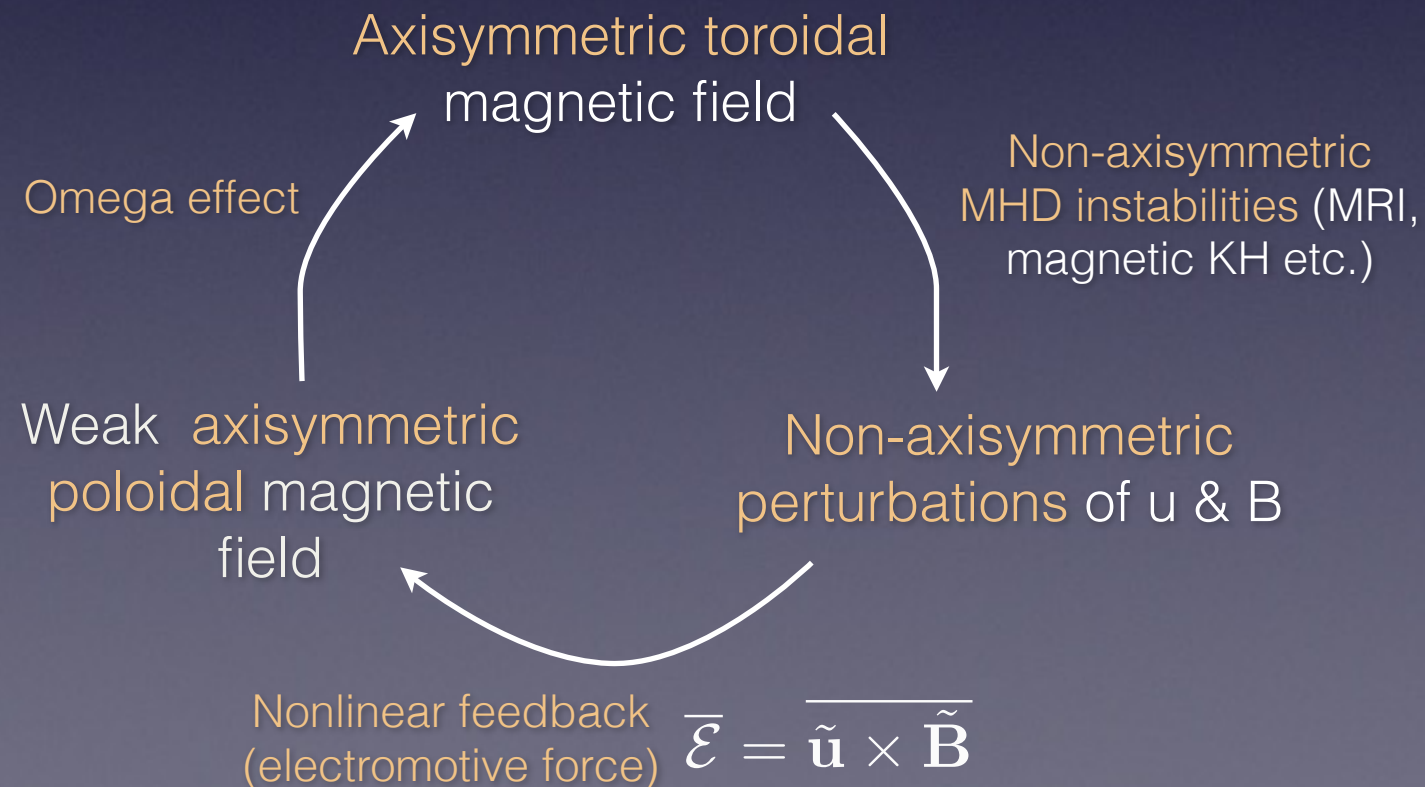 Axisymmetric toroidal
magnetic field
Omega effect
Non-axisymmetric
MHD instabilities (MRI,
magnetic KH etc.)
Weak axisymmetric
poloidal magnetic
field
Non-axisymmetric
perturbations of u & B
Nonlinear feedback
(electromotive force)
$\overline{\mathcal{E}} = \overline{\tilde{\mathbf{u}} \times \tilde{\mathbf{B}}}$